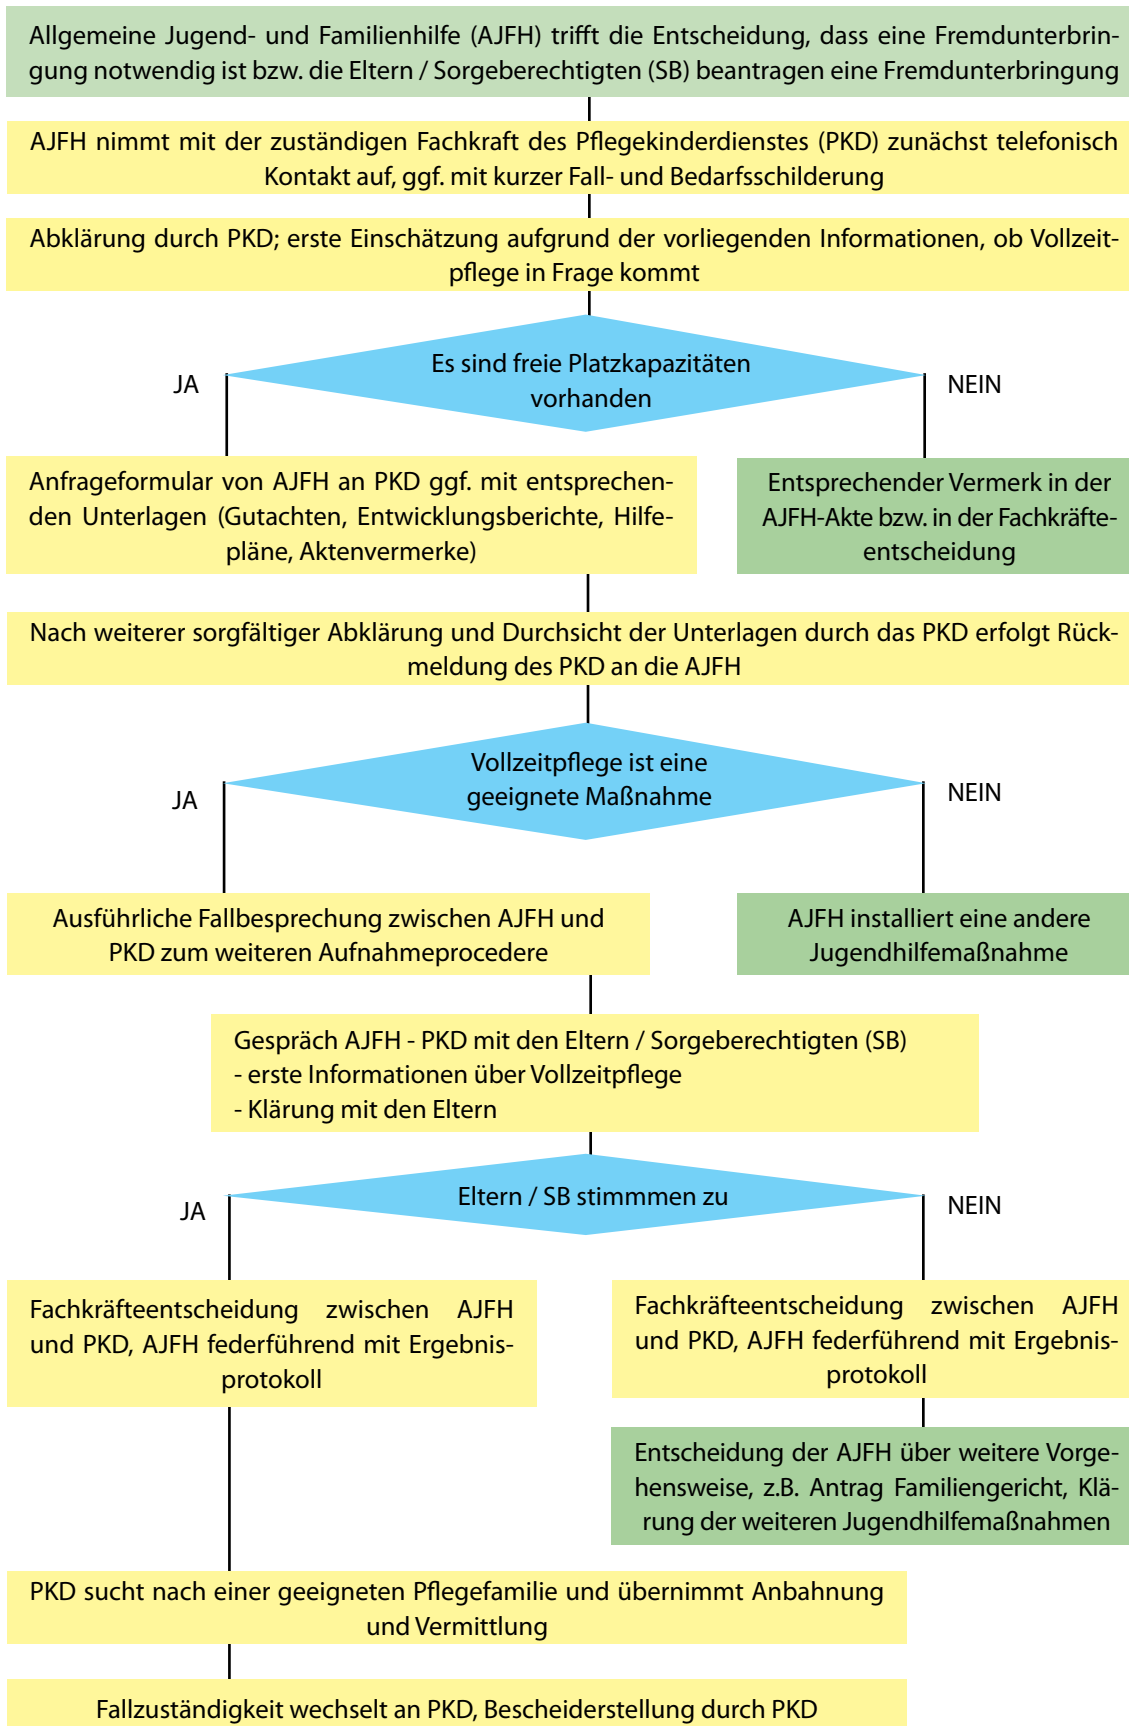 Allgemeine Jugend- und Familienhilfe (AJFH) trifft die Entscheidung, dass eine Fremdunterbrin-
gung notwendig ist bzw. die Eltern / Sorgeberechtigten (SB) beantragen eine Fremdunterbringung
AJFH nimmt mit der zuständigen Fachkraft des Pflegekinderdienstes (PKD) zunächst telefonisch
Kontakt auf, ggf. mit kurzer Fall- und Bedarfsschilderung
Abklärung durch PKD; erste Einschätzung aufgrund der vorliegenden Informationen, ob Vollzeit-
pflege in Frage kommt
Es sind freie Platzkapazitäten
vorhanden
JA
NEIN
Anfrageformular von AJFH an PKD ggf. mit entsprechen-
den Unterlagen (Gutachten, Entwicklungsberichte, Hilfe-
pläne, Aktenvermerke)
Entsprechender Vermerk in der
AJFH-Akte bzw. in der Fachkräfte-
entscheidung
Nach weiterer sorgfältiger Abklärung und Durchsicht der Unterlagen durch das PKD erfolgt Rück-
meldung des PKD an die AJFH
Vollzeitpflege ist eine
geeignete Maßnahme
JA
NEIN
Ausführliche Fallbesprechung zwischen AJFH und
PKD zum weiteren Aufnahmeprocedere
AJFH installiert eine andere
Jugendhilfemaßnahme
Gespräch AJFH - PKD mit den Eltern / Sorgeberechtigten (SB)
- erste Informationen über Vollzeitpflege
- Klärung mit den Eltern
Eltern / SB stimmmen zu
JA
NEIN
Fachkräfteentscheidung zwischen AJFH
und PKD, AJFH federführend mit Ergebnis-
protokoll
Fachkräfteentscheidung zwischen AJFH
und PKD, AJFH federführend mit Ergebnis-
protokoll
Entscheidung der AJFH über weitere Vorge-
hensweise, z.B. Antrag Familiengericht, Klä-
rung der weiteren Jugendhilfemaßnahmen
PKD sucht nach einer geeigneten Pflegefamilie und übernimmt Anbahnung
und Vermittlung
Fallzuständigkeit wechselt an PKD, Bescheiderstellung durch PKD